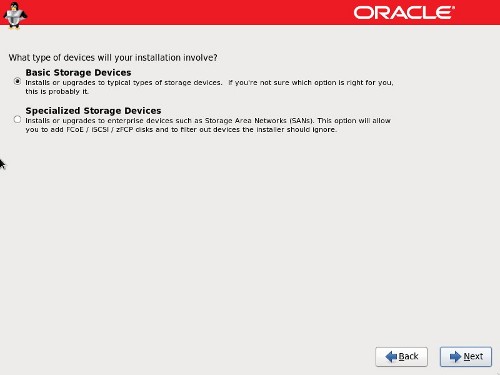 ORACLE®
What type of devices will your installation involve?
Basic Storage Devices
Installs or upgrades to typical types of storage devices.  If you're not sure which option is right for you,
this is probably it.
Specialized Storage Devices
Installs or upgrades to enterprise devices such as Storage Area Networks (SANs). This option will allow
you to add FCoE / iSCSI / zFCP disks and to filter out devices the installer should ignore.
Back
Next